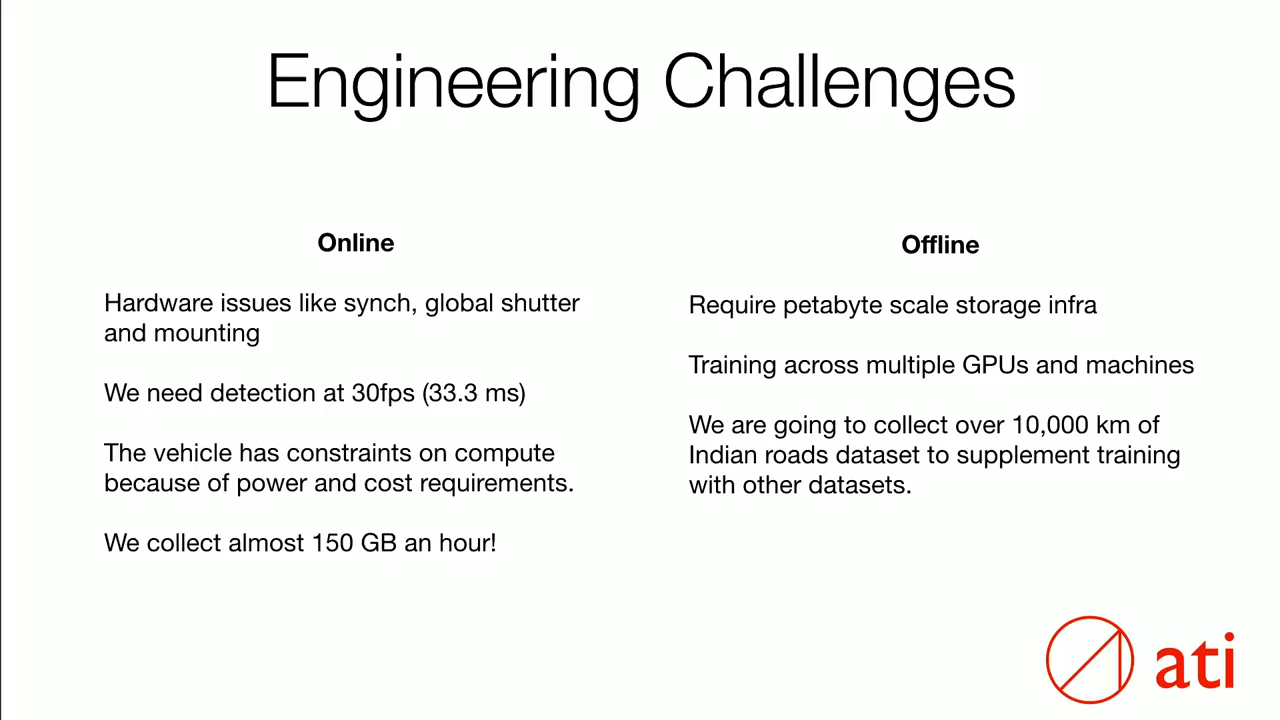 Engineering Challenges
Online
Hardware issues like synch, global shutter
and mounting
We need detection at 30fps (33.3 ms)
The vehicle has constraints on compute
because of power and cost requirements.
We collect almost 150 GB an hour!
Offline
Require petabyte scale storage infra
Training across multiple GPUs and machines
We are going to collect over 10,000 km of
Indian roads dataset to supplement training
with other datasets.
ati